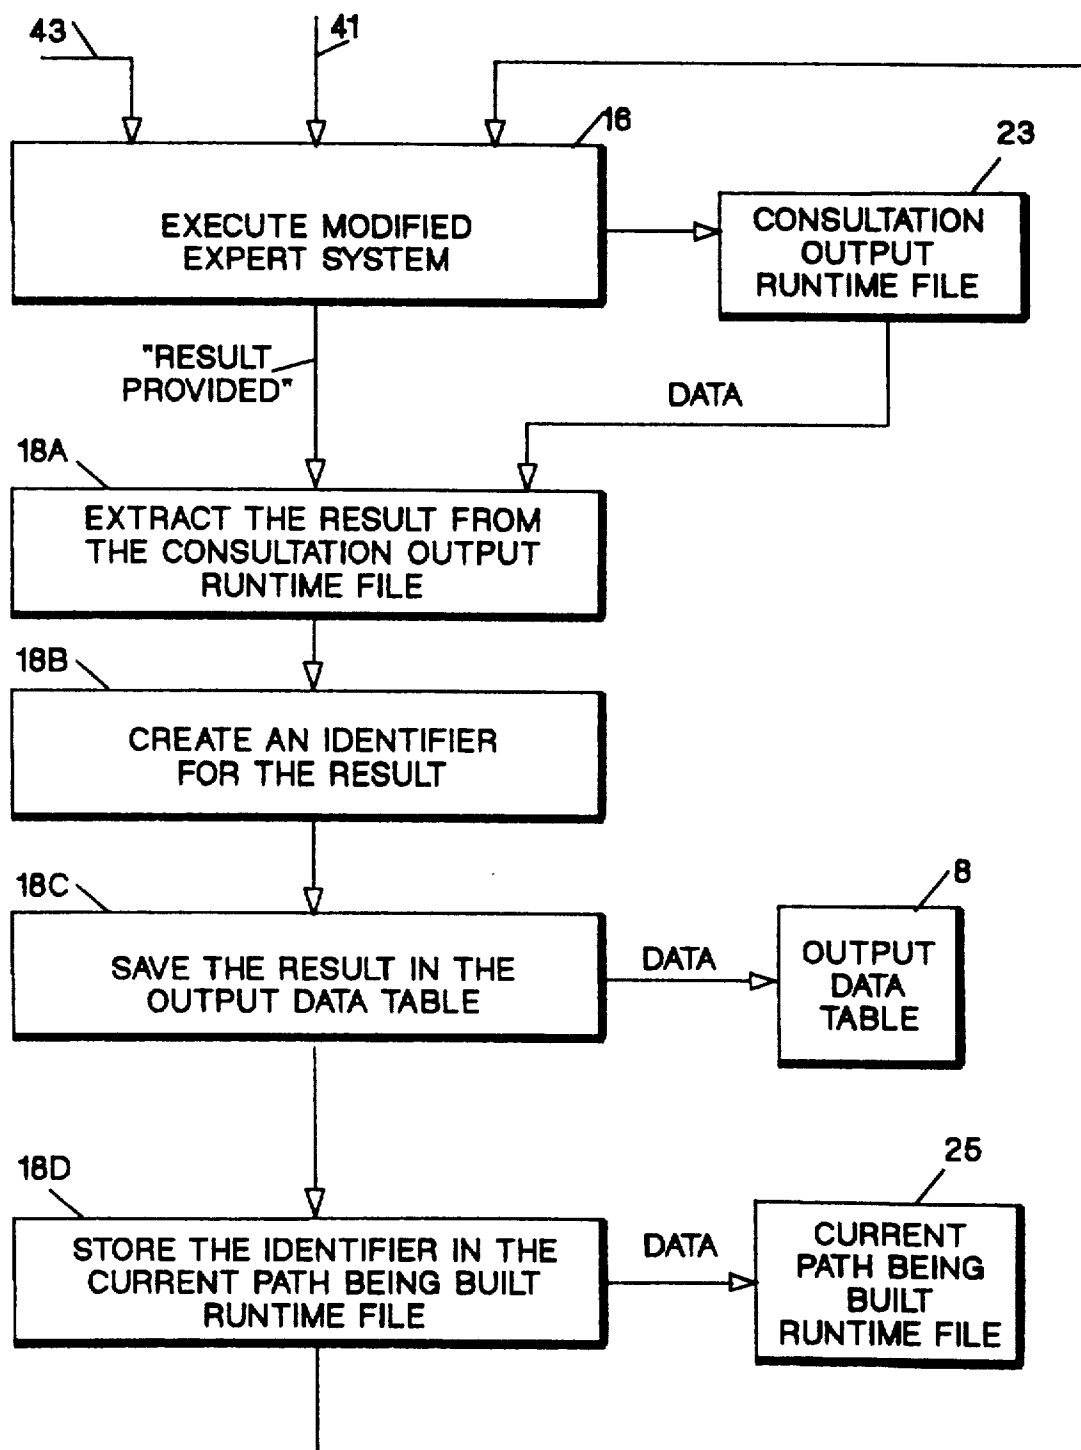 43
41
16
23
EXECUTE MODIFIED
EXPERT SYSTEM
CONSULTATION
OUTPUT
RUNTIME FILE
"RESULT
PROVIDED"
DATA
18A
EXTRACT THE RESULT FROM
THE CONSULTATION OUTPUT
RUNTIME FILE
18B
CREATE AN IDENTIFIER
FOR THE RESULT
18C
8
SAVE THE RESULT IN THE
OUTPUT DATA TABLE
DATA
OUTPUT
DATA
TABLE
18D
25
STORE THE IDENTIFIER IN THE
CURRENT PATH BEING BUILT
RUNTIME FILE
DATA
CURRENT
PATH BEING
BUILT
RUNTIME FILE